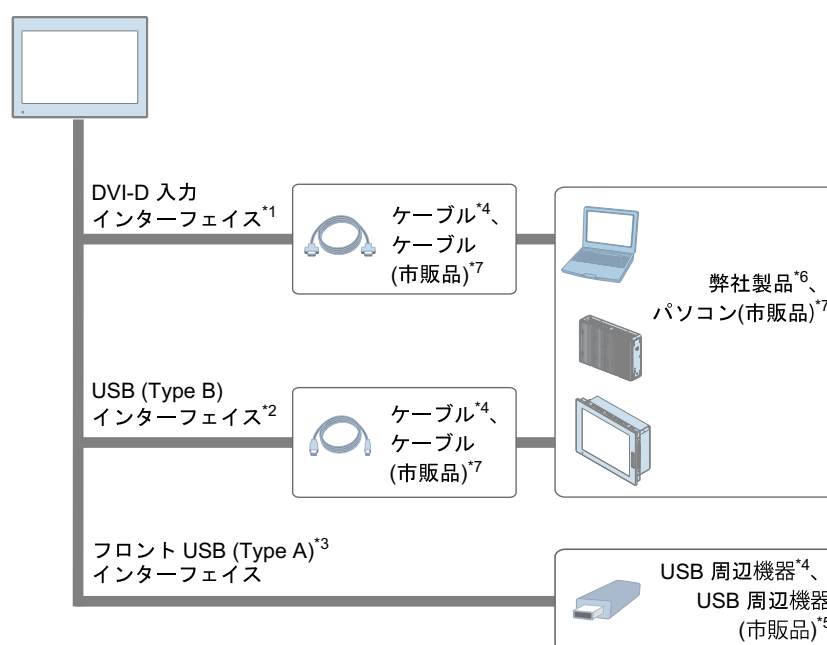 DVI-D 入力
インターフェイス*1
ケーブル*4、
ケーブル
(市販品)*7
弊社製品*6、
パソコン(市販品)*7
USB (Type B)
インターフェイス*2
ケーブル*4、
ケーブル
(市販品)*7
フロント USB (Type A)*3
インターフェイス
USB 周辺機器*4、
USB 周辺機器
(市販品)*5